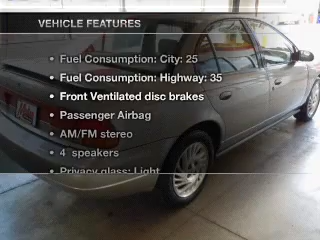 VEHICLE FEATURES
• Fuel Consumption: City: 25
• Fuel Consumption: Highway: 35
• Front Ventilated disc brakes
• Passenger Airbag
• AM/FM stereo
• 4 speakers
• Privacy glass: Light